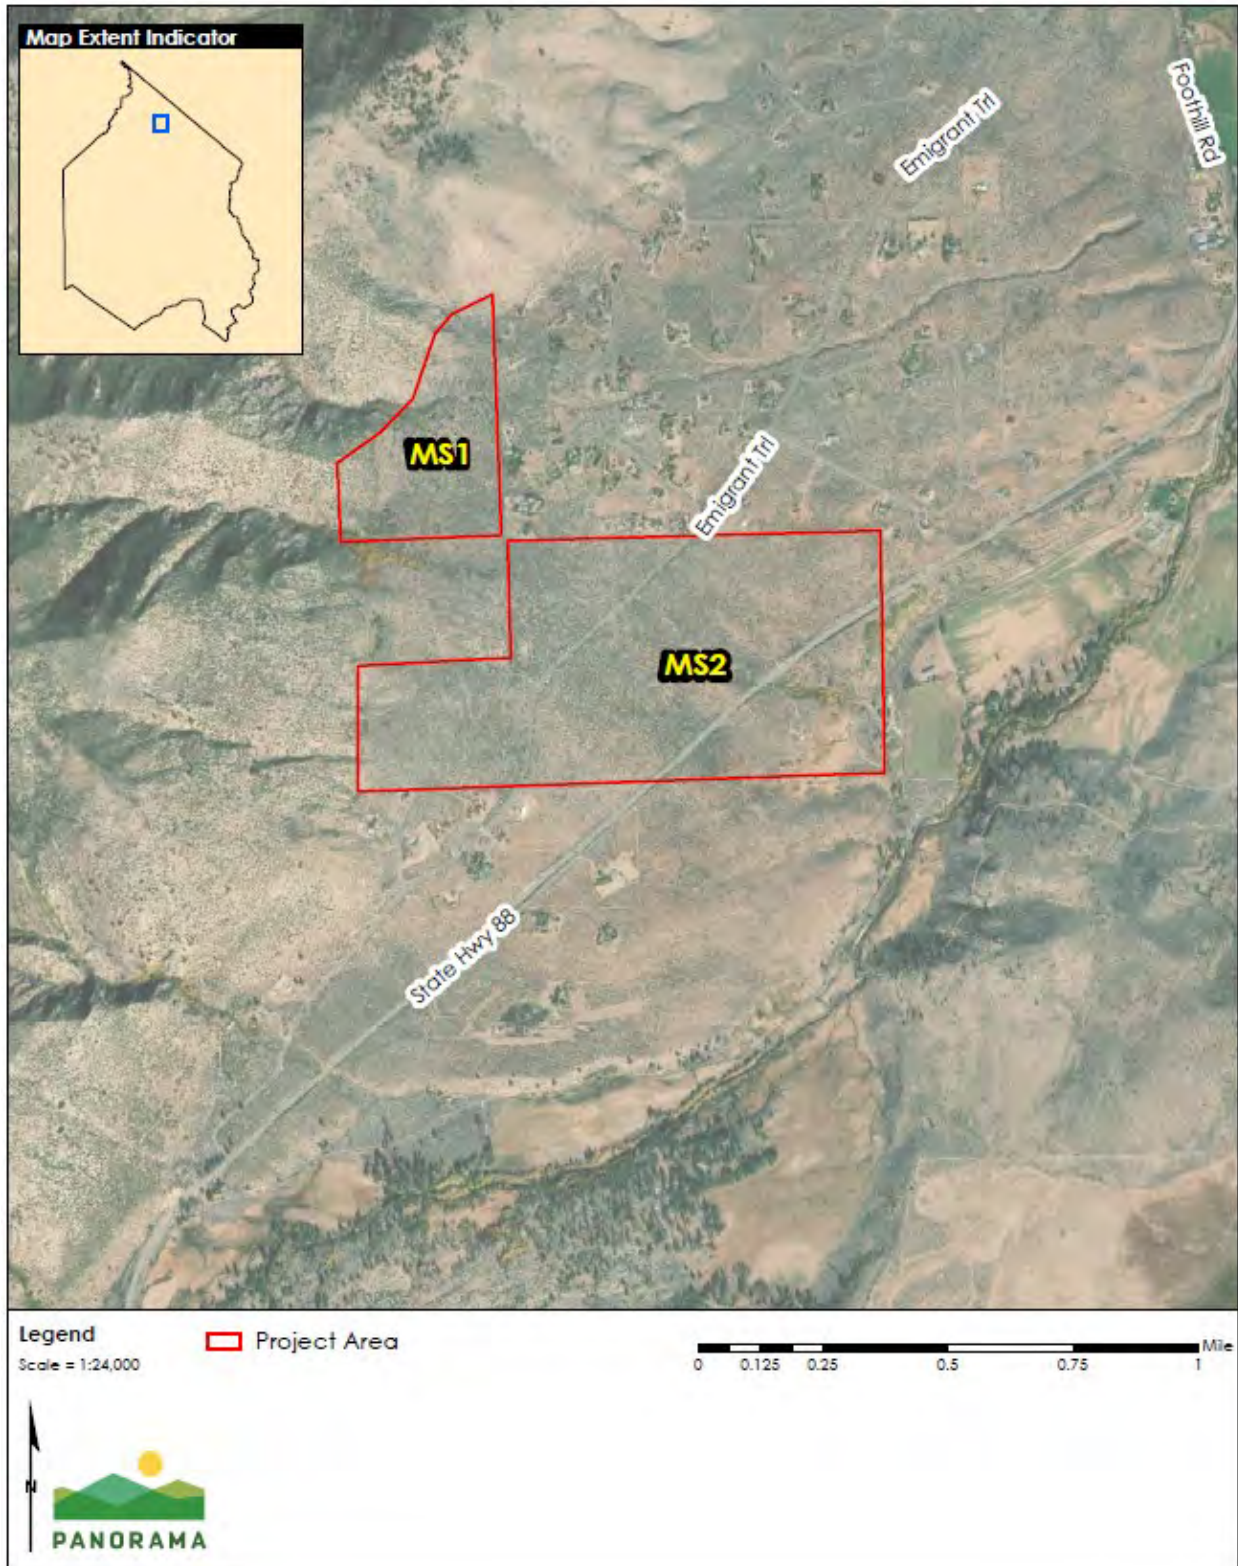 Map Extent Indicator
Emigrant Trl
Foothill Rd
MS1
Emigrant Trl
MS2
State Hwy 88
Legend
Project Area
Scale = 1:24,000
Mile
0 0.125 0.25 0.5 0.75 1
N
PANORAMA